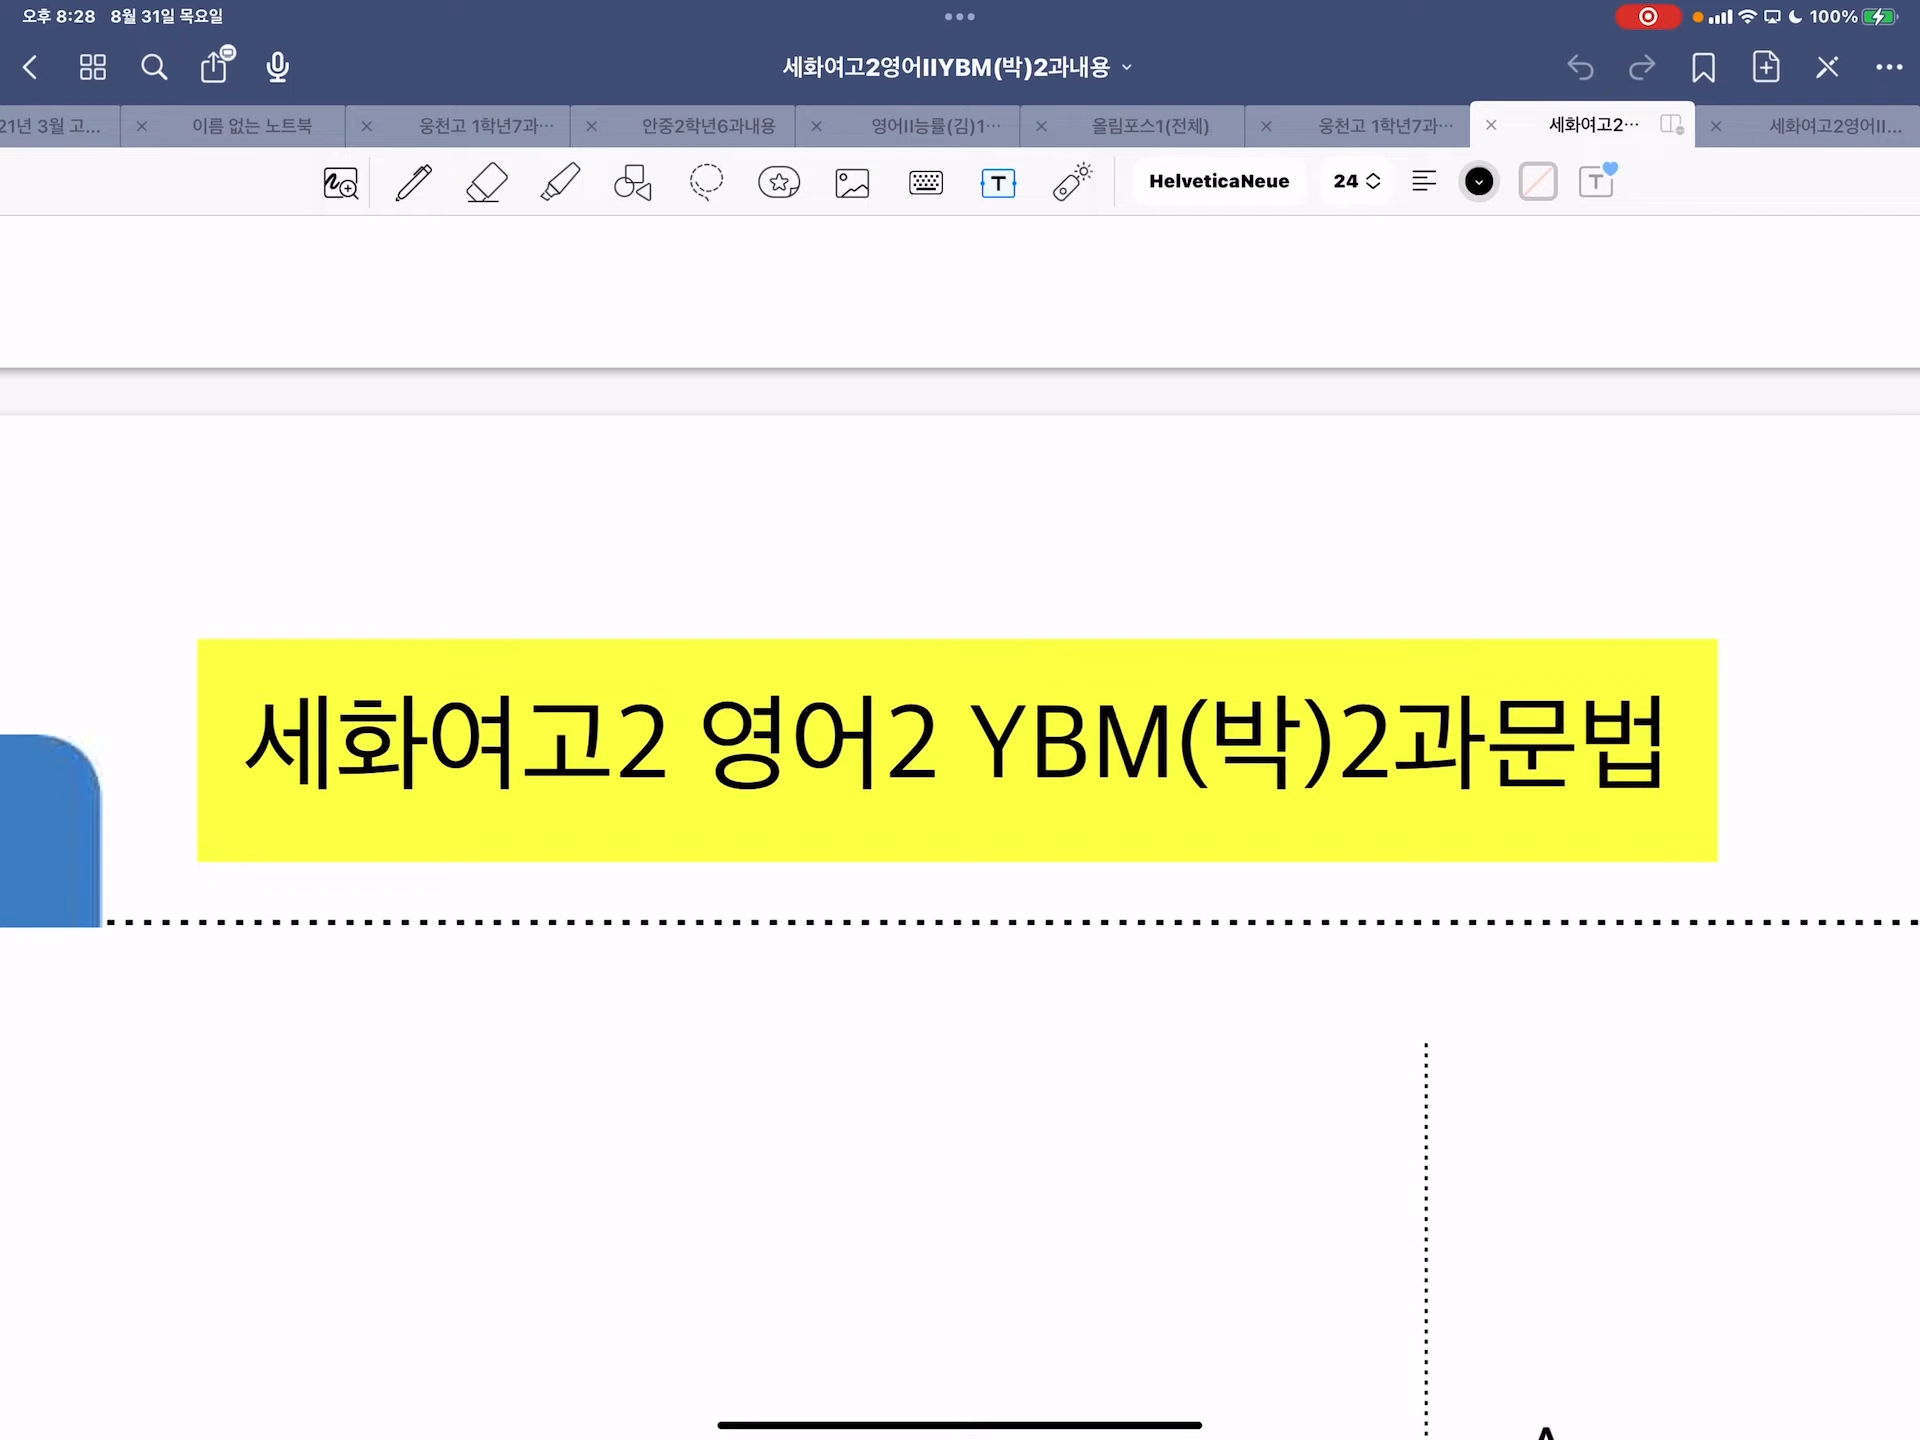 오후 8:28 8월 31일 목요일
100%
세화여고2영어IIYBM(박)2과내용
21년 3월 고...
이름 없는 노트북
웅천고 1학년7과...
안중2학년6과내용
영어II능률(김)1...
올림포스1(전체)
웅천고 1학년7과...
세화여고2...
세화여고2영어II...
HelveticaNeue
24
세화여고2 영어2 YBM(박)2과문법